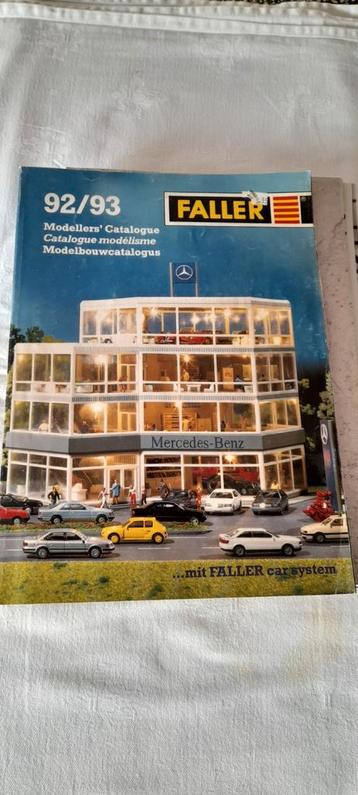 92/93
FALLER
Modellers' Catalogue
Catalogue modélisme
Modelbouwcatalogus
Mercedes-Benz
...mit FALLER car system